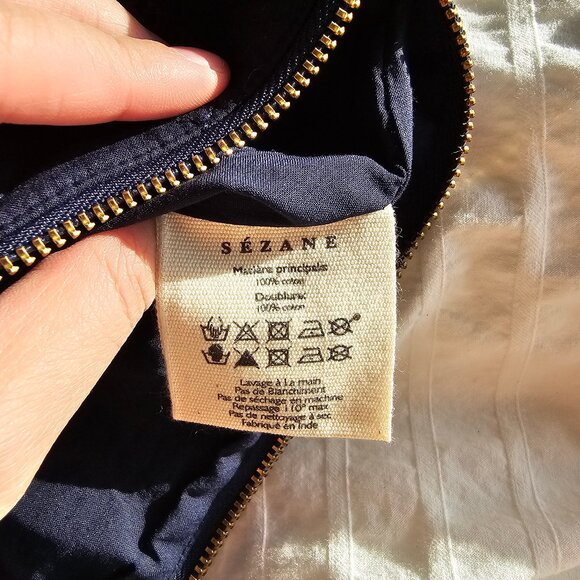 SÉZANE
Matière principale:
100% coton
Doublure:
100% coton
Lavage à La main
Pas de Blanchiment
Pas de séchage en machine
Repassage 110° max
Pas de nettoyage à sec
Fabriqué en Inde